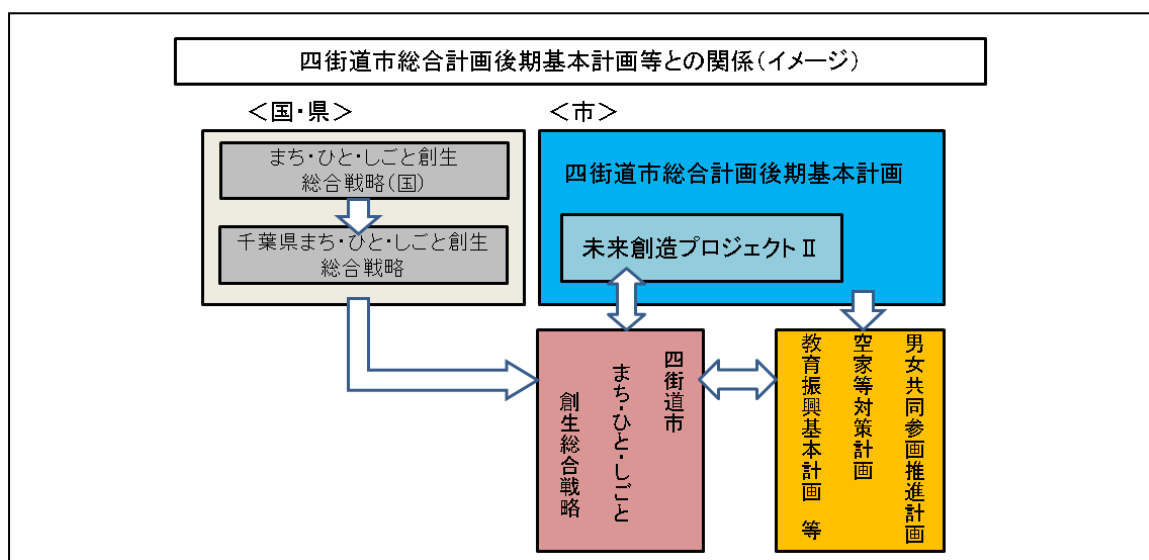 四街道市総合計画後期基本計画等との関係(イメージ)
<国・県>
<市>
まち・ひと・しごと創生
総合戦略(国)
千葉県まち・ひと・しごと創生
総合戦略
四街道市総合計画後期基本計画
未来創造プロジェクトⅡ
四街道市
まち・ひと・しごと
創生総合戦略
男女共同参画推進計画
空家等対策計画
教育振興基本計画 等